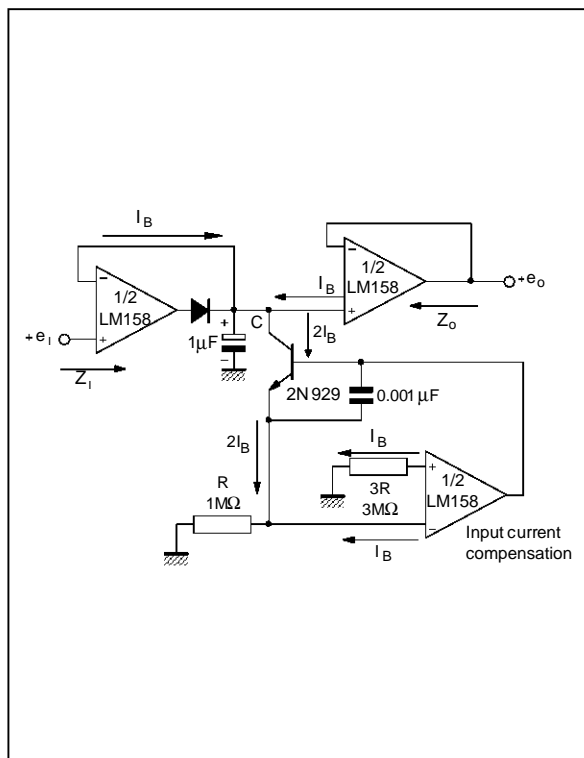 I B
1/2
LM158
+e I
Z I
+
1µF
C
I B
2I B
1/2
LM158
+e o
Z o
2N 929
0.001 µF
2I B
I B
R
1MΩ
3R
3MΩ
1/2
LM158
I B
Input current
compensation